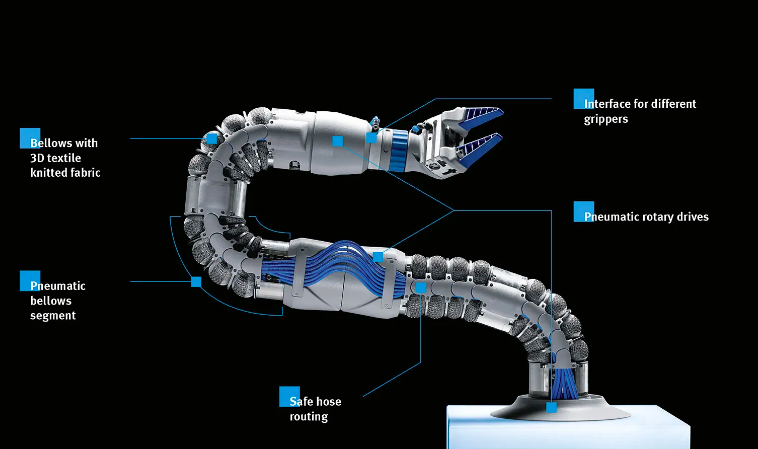 Interface for different
grippers
Bellows with
3D textile
knitted fabric
Pneumatic rotary drives
Pneumatic
bellows
segment
Safe hose
routing